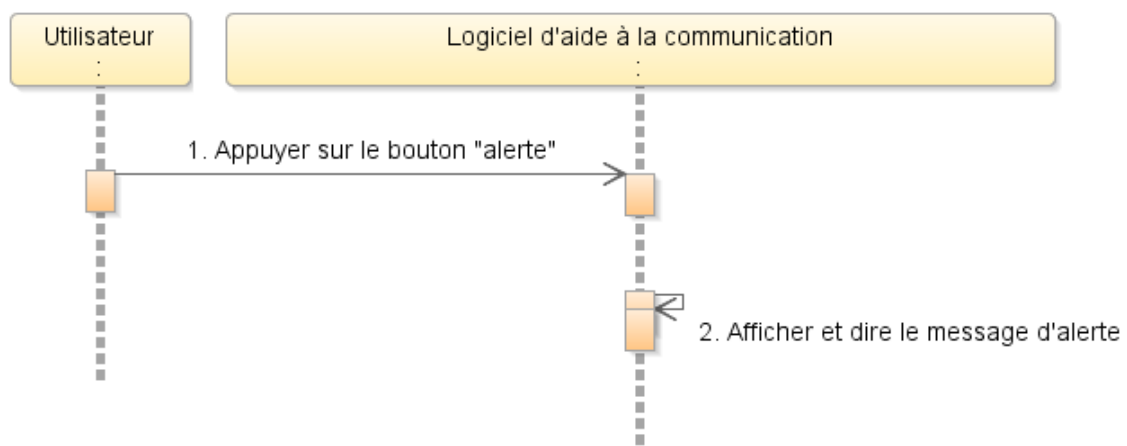 Utilisateur
:
Logiciel d'aide à la communication
:
1. Appuyer sur le bouton "alerte"
2. Afficher et dire le message d'alerte